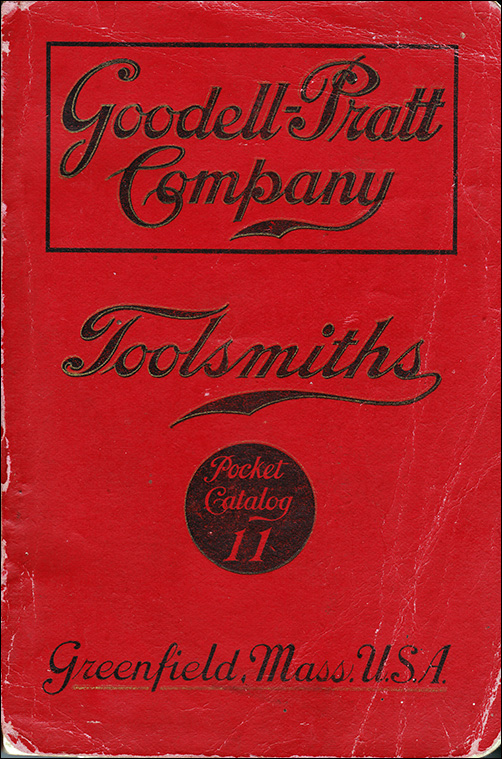 Goodell-Pratt
Company
Toolsmiths
Pocket
Catalog
11
Greenfield, Mass. U.S.A.